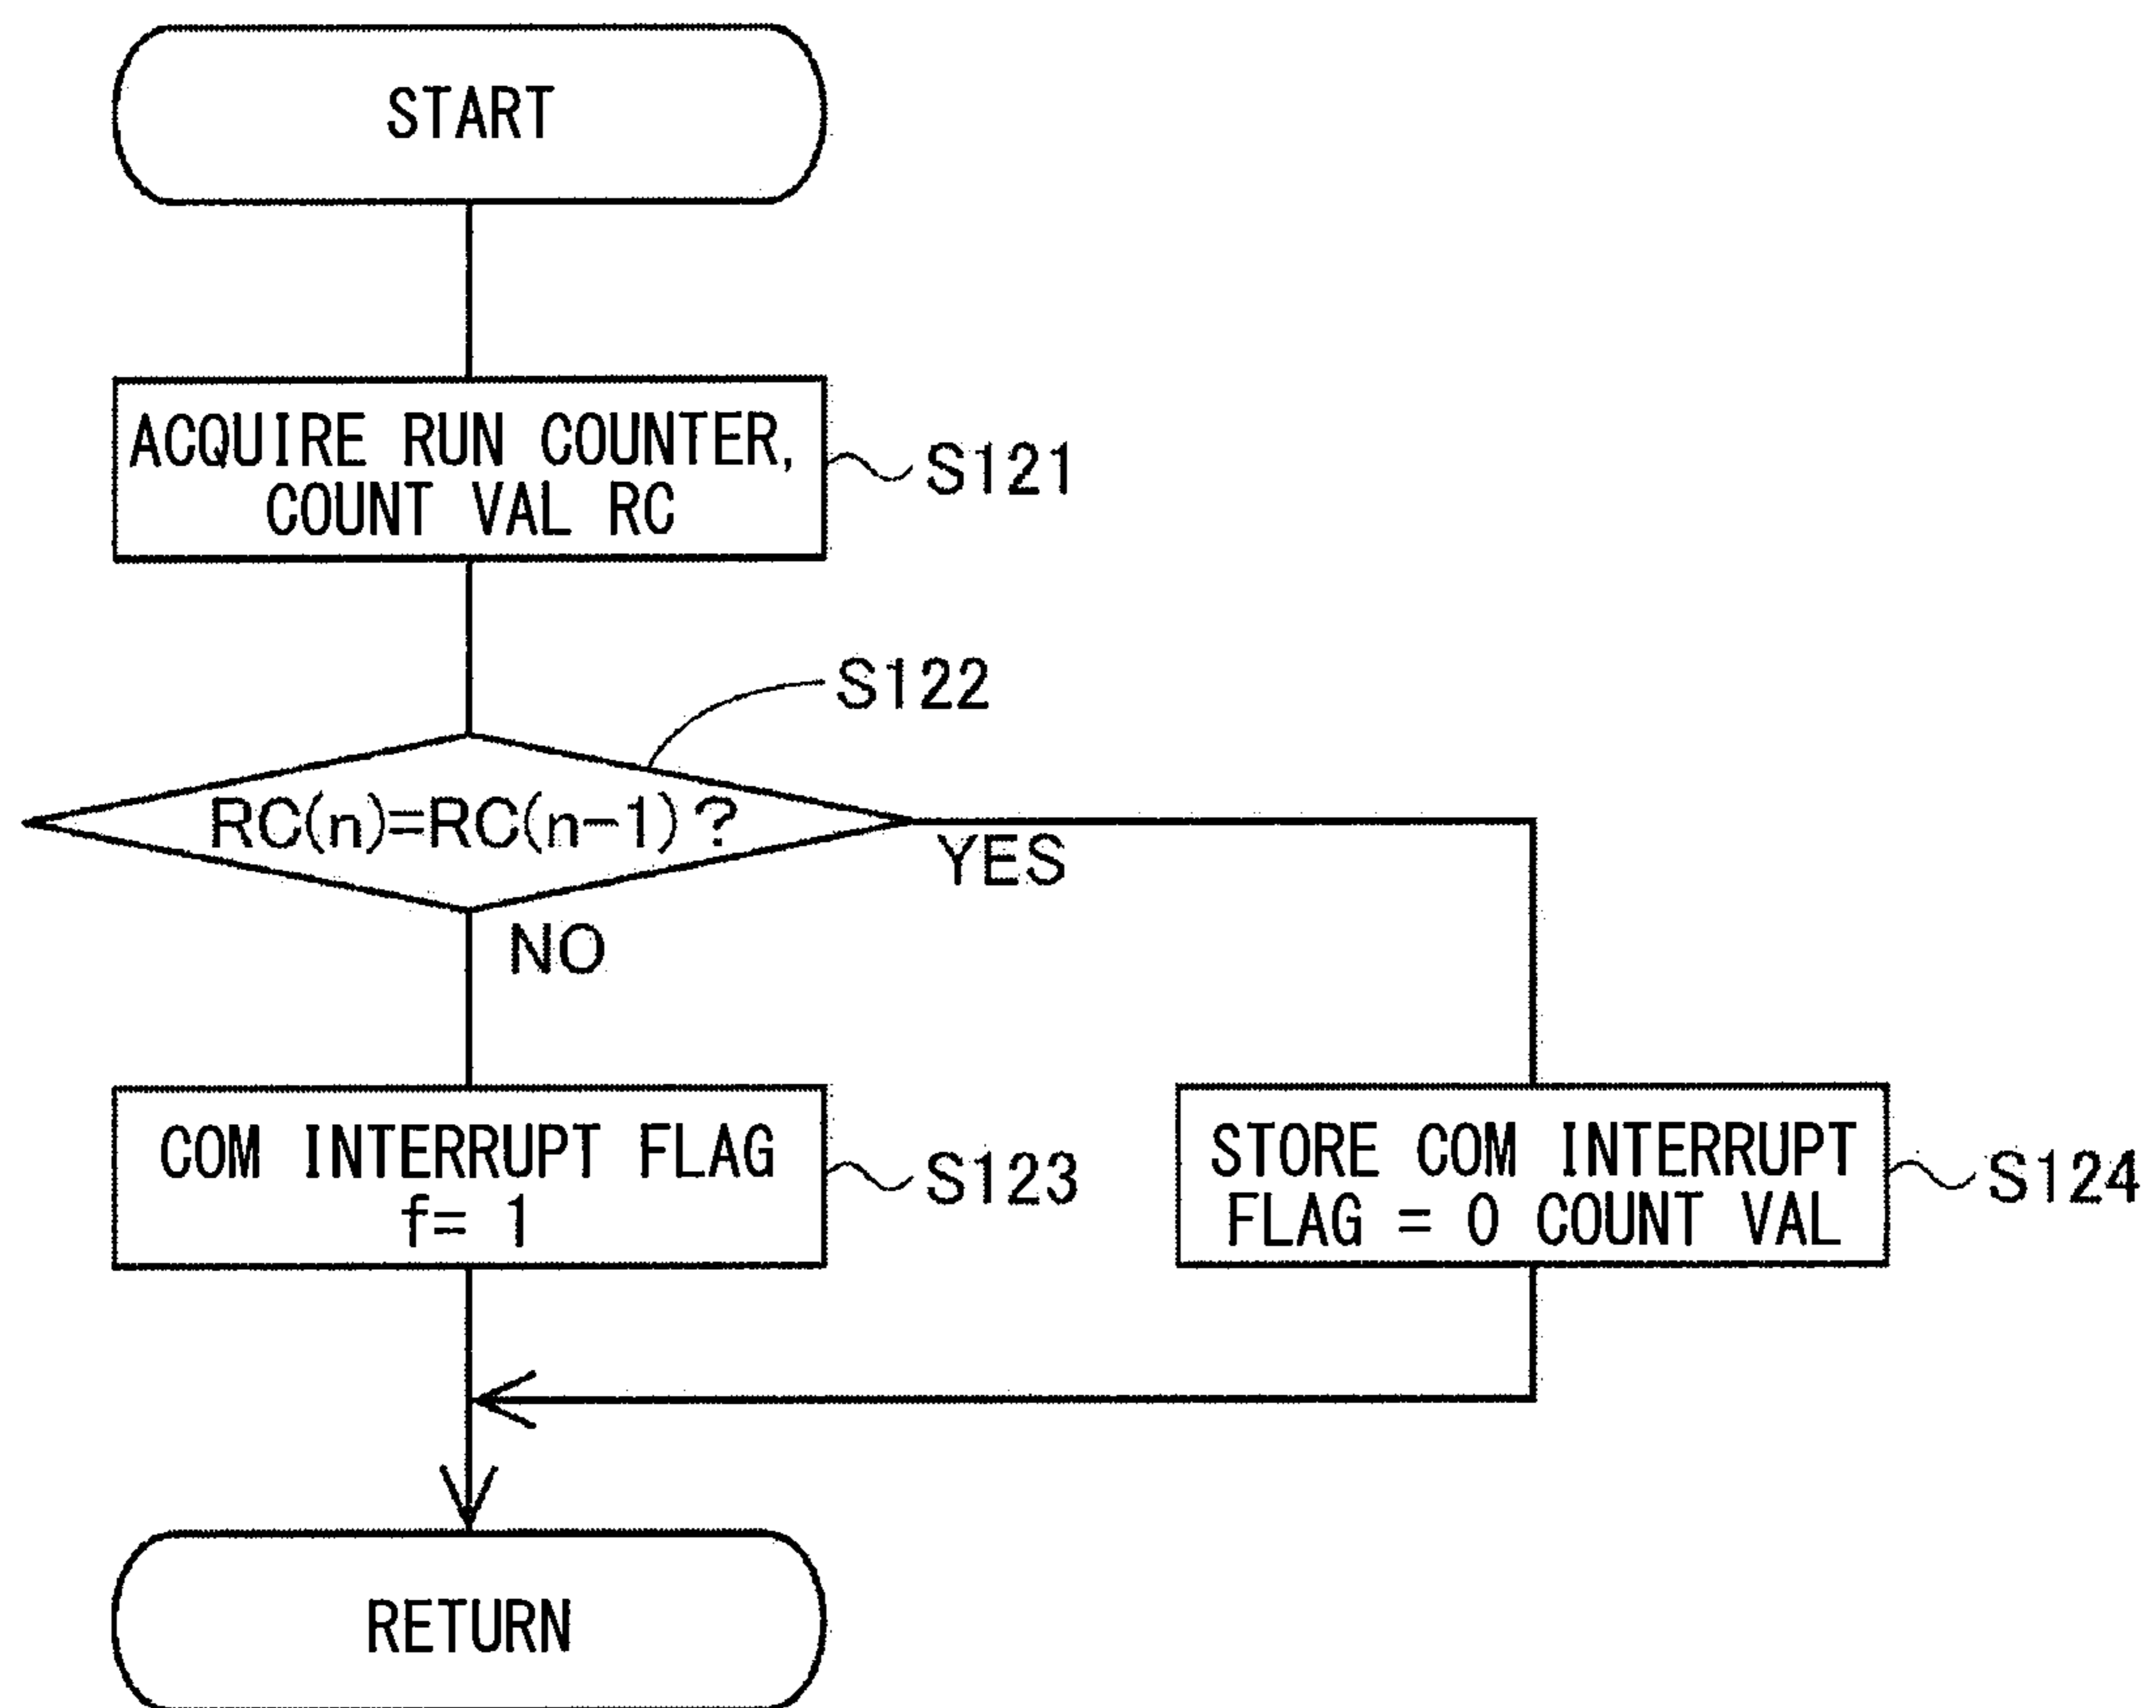 START
ACQUIRE RUN COUNTER,
COUNT VAL RC
S121
S122
RC(n)=RC(n-1)?
YES
NO
COM INTERRUPT FLAG
f= 1
S123
STORE COM INTERRUPT
FLAG = 0 COUNT VAL
S124
RETURN